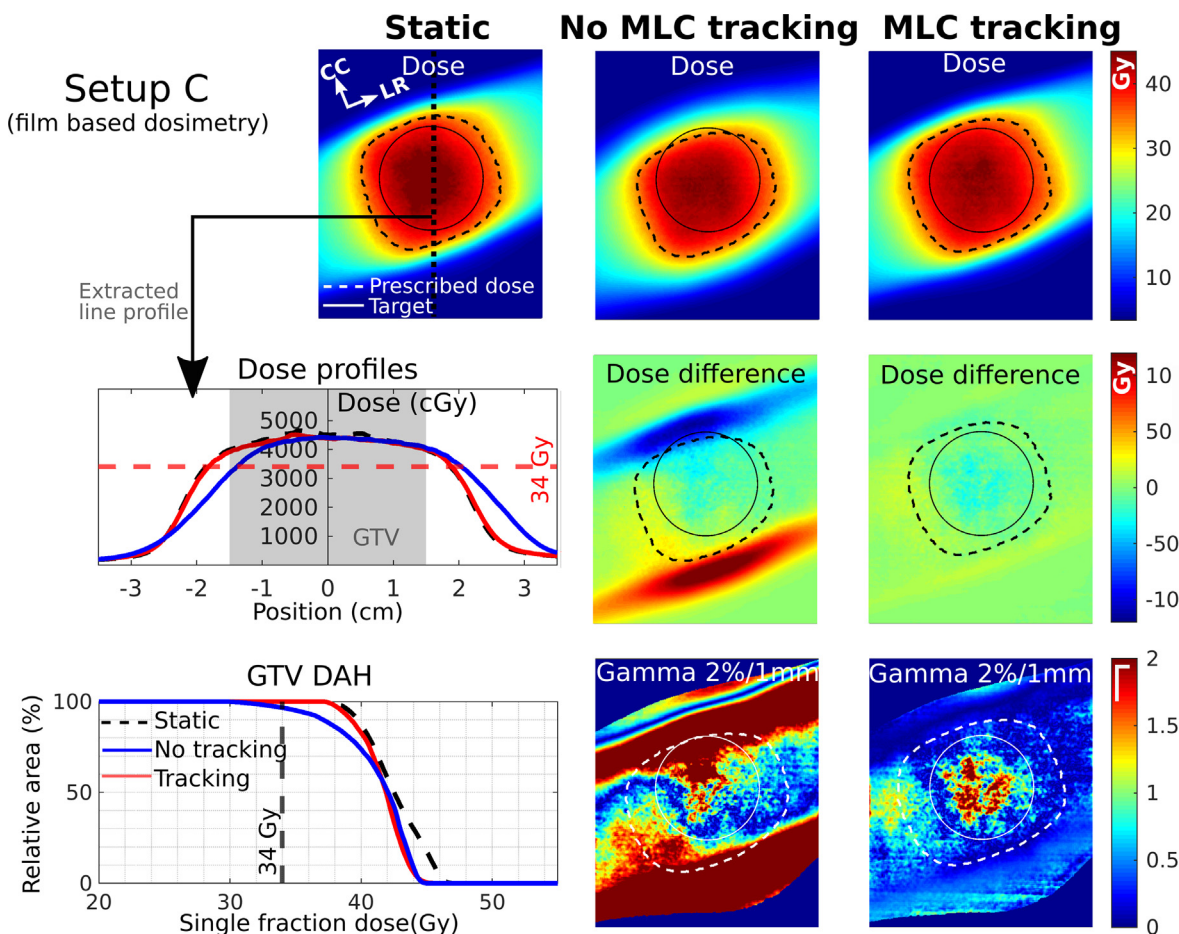 Static
No MLC tracking
MLC tracking
Setup C
(film based dosimetry)
CC
LR
Dose
Dose
Dose
Gy
40
30
20
10
Prescribed dose
Target
Extracted
line profile
Dose profiles
Dose (cGy)
5000
4000
3000
2000
1000
34 Gy
GTV
-3 -2 -1 0 1 2 3
Position (cm)
Dose difference
Dose difference
Gy
10
50
0
-50
-10
GTV DAH
100
50
0
Relative area (%)
Static
No tracking
Tracking
34 Gy
20 30 40 50
Single fraction dose(Gy)
Gamma 2%/1mm
Gamma 2%/1mm
Γ
2
1.5
1
0.5
0